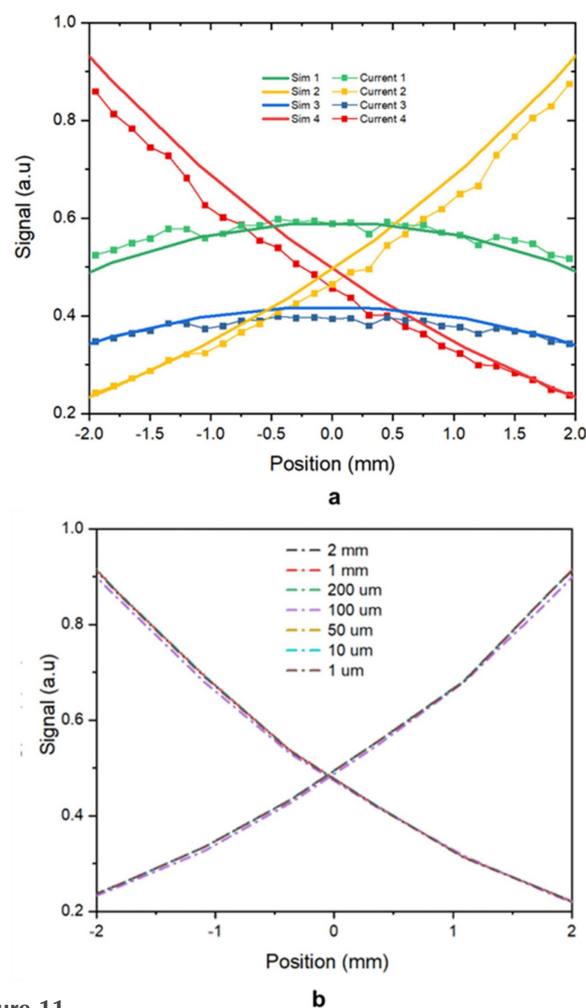 1.0
0.8
0.6
0.4
0.2
Signal (a.u)
Sim 1 Current 1
Sim 2 Current 2
Sim 3 Current 3
Sim 4 Current 4
-2.0 -1.5 -1.0 -0.5 0.0 0.5 1.0 1.5 2.0
Position (mm)
a
1.0
0.8
0.6
0.4
0.2
Signal (a.u)
2 mm
1 mm
200 um
100 um
50 um
10 um
1 um
-2 -1 0 1 2
Position (mm)
b